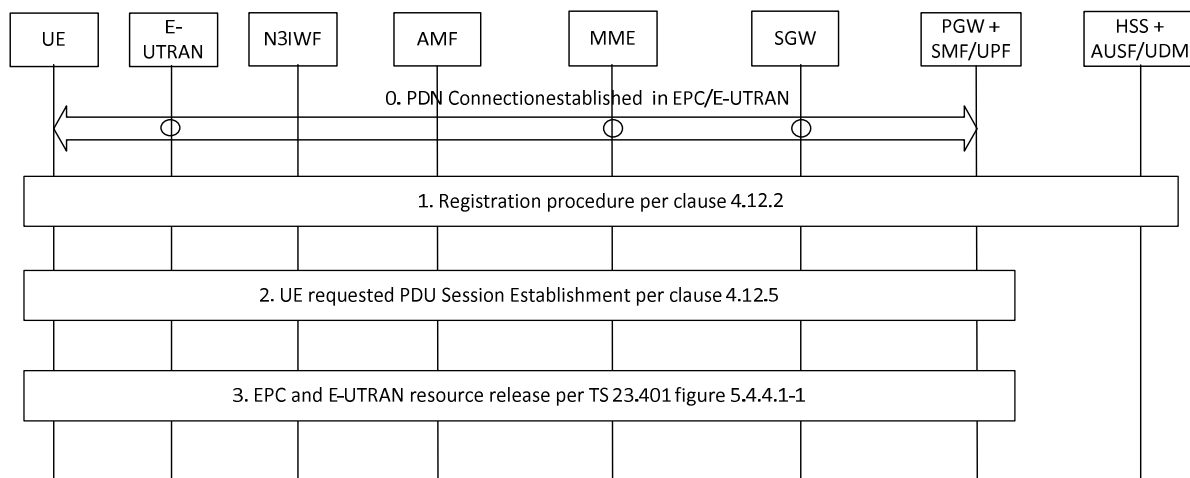 UE
E-
UTRAN
N3IWF
AMF
MME
SGW
PGW +
SMF/UPF
HSS +
AUSF/UDM
0. PDN Connectionestablished in EPC/E-UTRAN
1. Registration procedure per clause 4.12.2
2. UE requested PDU Session Establishment per clause 4.12.5
3. EPC and E-UTRAN resource release per TS 23.401 figure 5.4.4.1-1